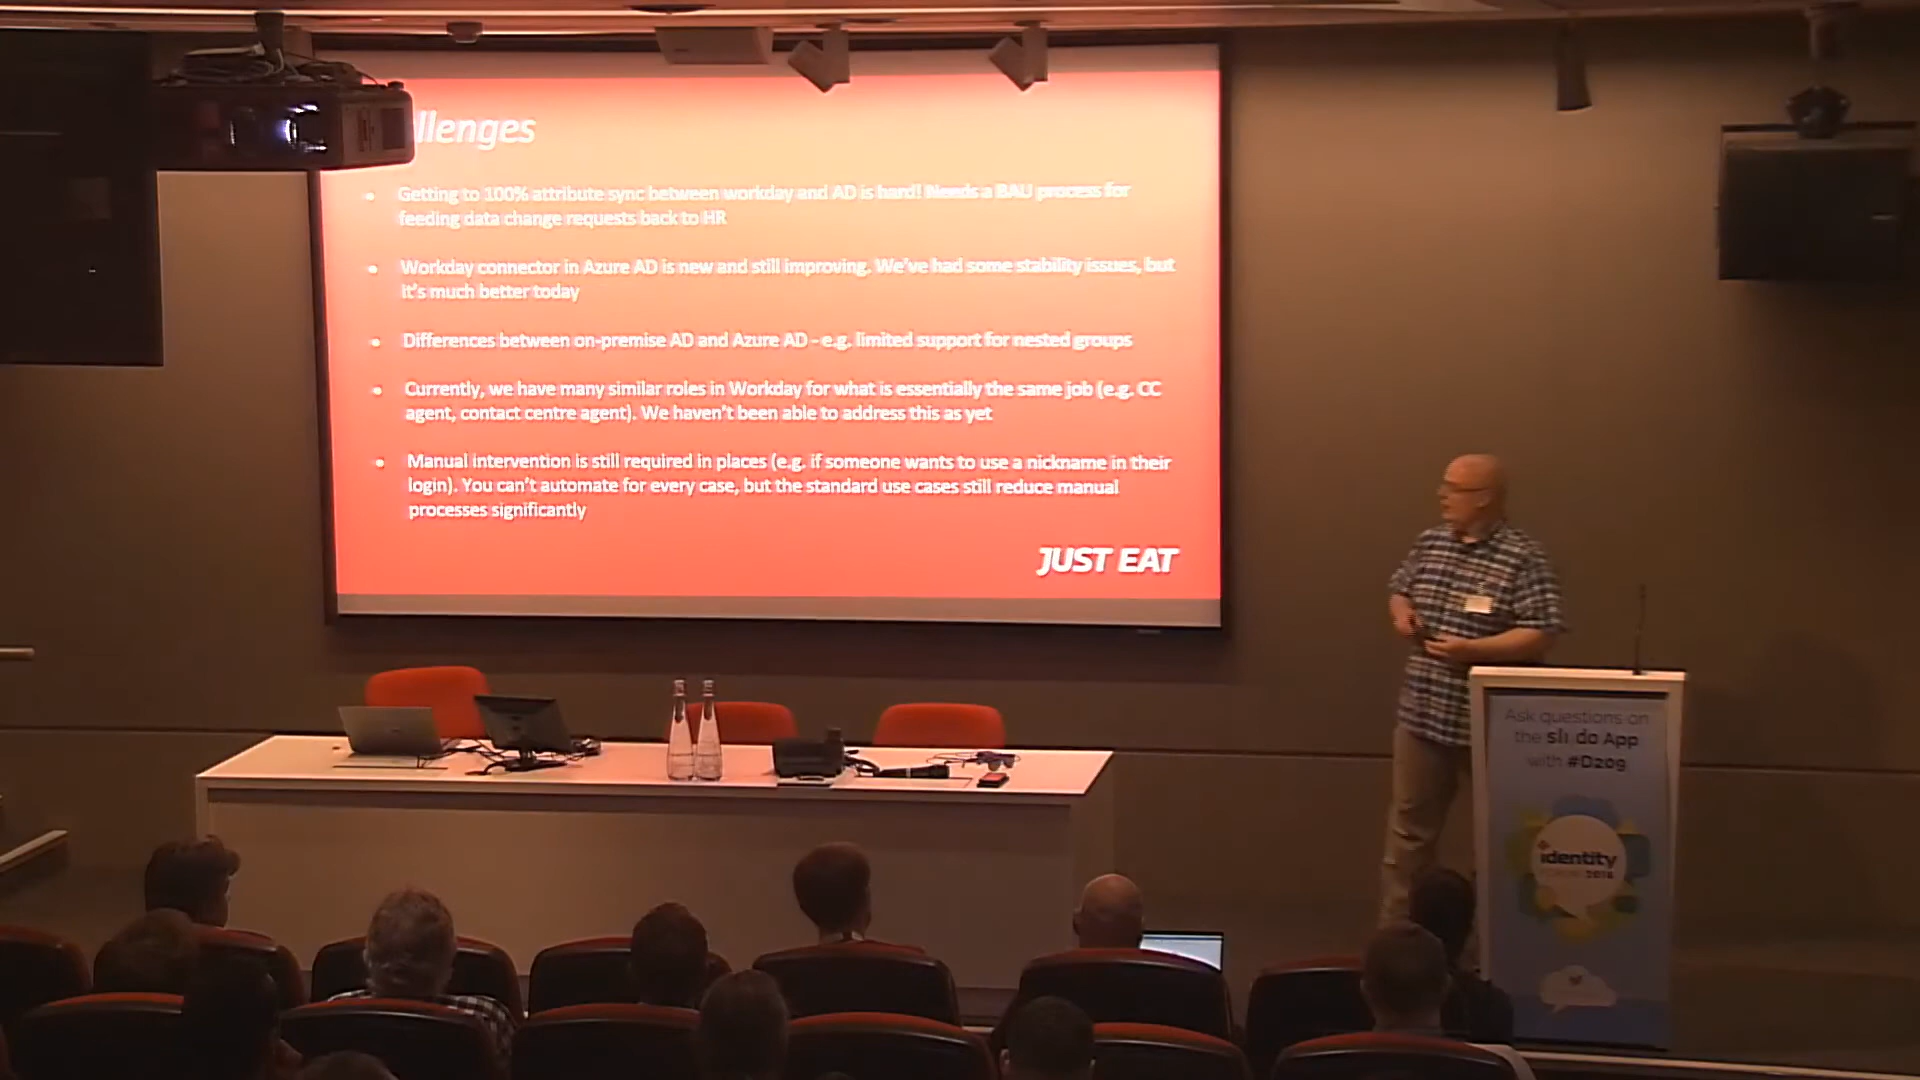 llenges
• Getting to 100% attribute sync between workday and AD is hard! Needs a BAU process for
feeding data change requests back to HR
• Workday connector in Azure AD is new and still improving. We've had some stability issues, but
it's much better today
• Differences between on-premise AD and Azure AD - e.g. limited support for nested groups
• Currently, we have many similar roles in Workday for what is essentially the same job (e.g. CC
agent, contact centre agent). We haven't been able to address this as yet
• Manual intervention is still required in places (e.g. if someone wants to use a nickname in their
login). You can't automate for every case, but the standard use cases still reduce manual
processes significantly
JUST EAT
Ask questions on
the sli.do App
with #D209
identity
2018